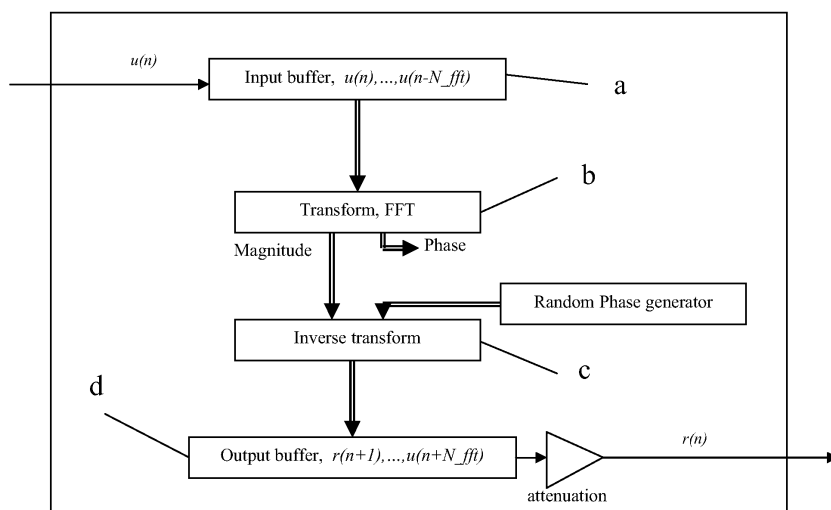 u(n)
Input buffer, u(n),...,u(n-N_fft)
a
b
Transform, FFT
Magnitude
Phase
Random Phase generator
Inverse transform
c
d
Output buffer, r(n+1),...,u(n+N_fft)
r(n)
attenuation